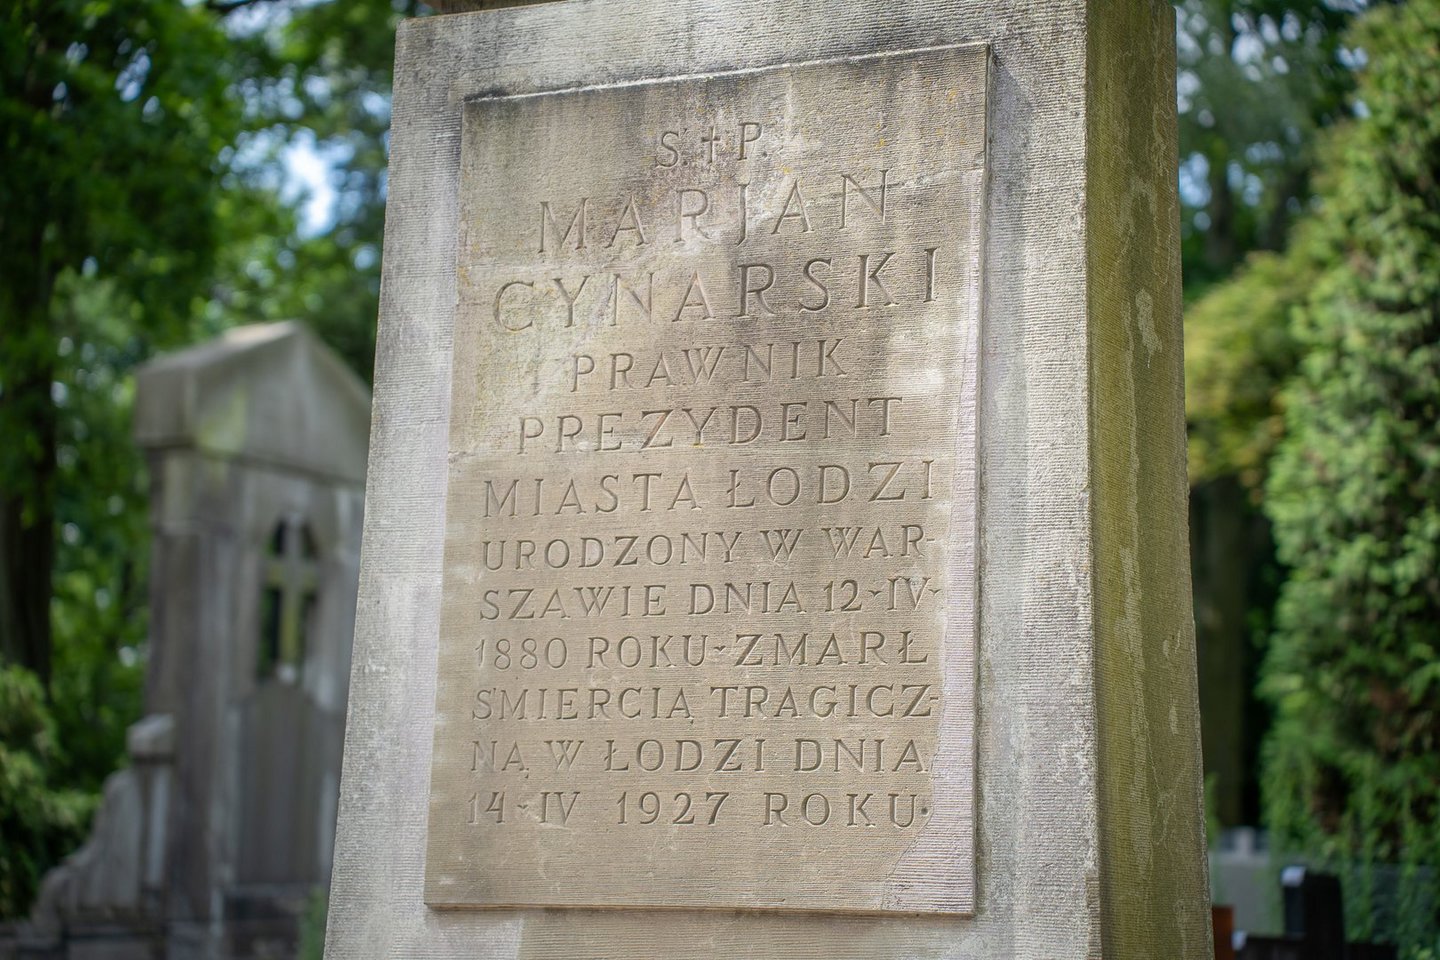 Ś.†P.
MARJAN
CYNARSKI
PRAWNIK
PREZYDENT
MIASTA ŁODZI
URODZONY W WAR-
SZAWIE DNIA 12-IV-
1880 ROKU-ZMARŁ
ŚMIERCIĄ TRAGICZ-
NĄ W ŁODZI DNIA
14-IV 1927 ROKU.